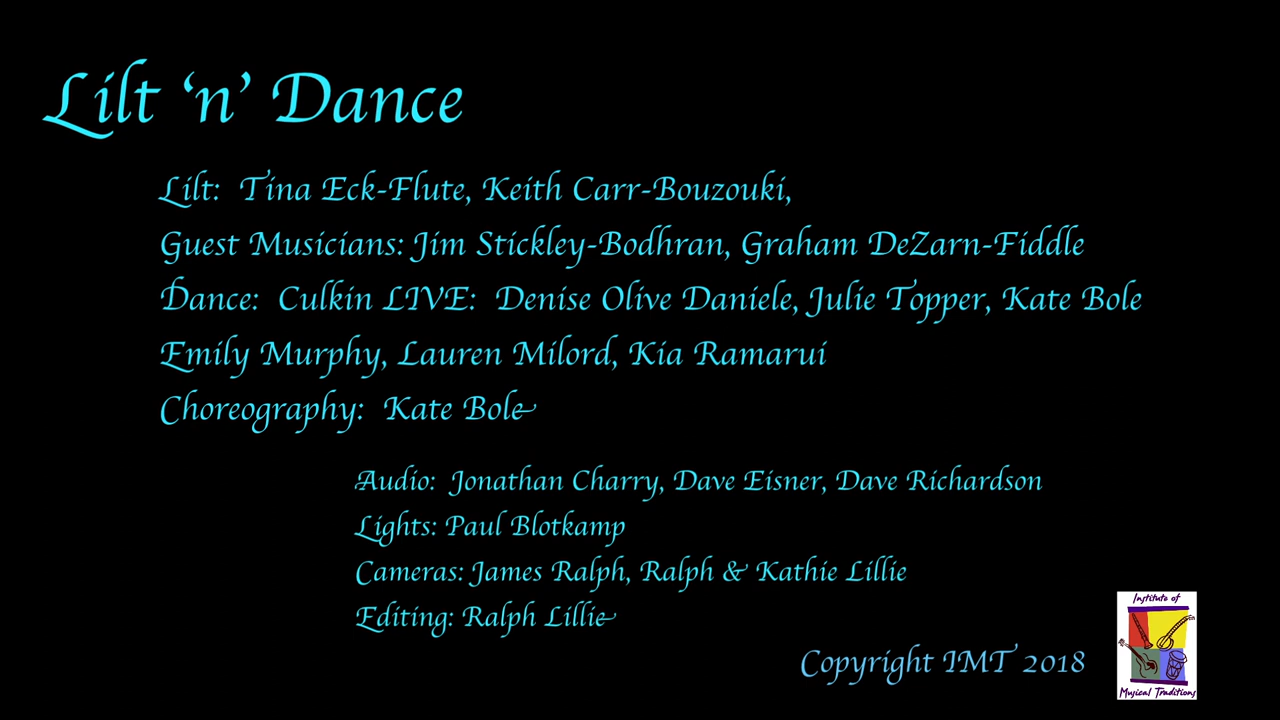 Lilt ‘n’ Dance
Lilt: Tina Eck-Flute, Keith Carr-Bouzouki,
Guest Musicians: Jim Stickley-Bodhran, Graham DeZarn-Fiddle
Dance: Culkin LIVE: Denise Olive Daniele, Julie Topper, Kate Bole
Emily Murphy, Lauren Milord, Kia Ramarui
Choreography: Kate Bole
Audio: Jonathan Charry, Dave Eisner, Dave Richardson
Lights: Paul Blotkamp
Cameras: James Ralph, Ralph & Kathie Lillie
Editing: Ralph Lillie
Copyright IMT 2018
Institute of
Musical Traditions